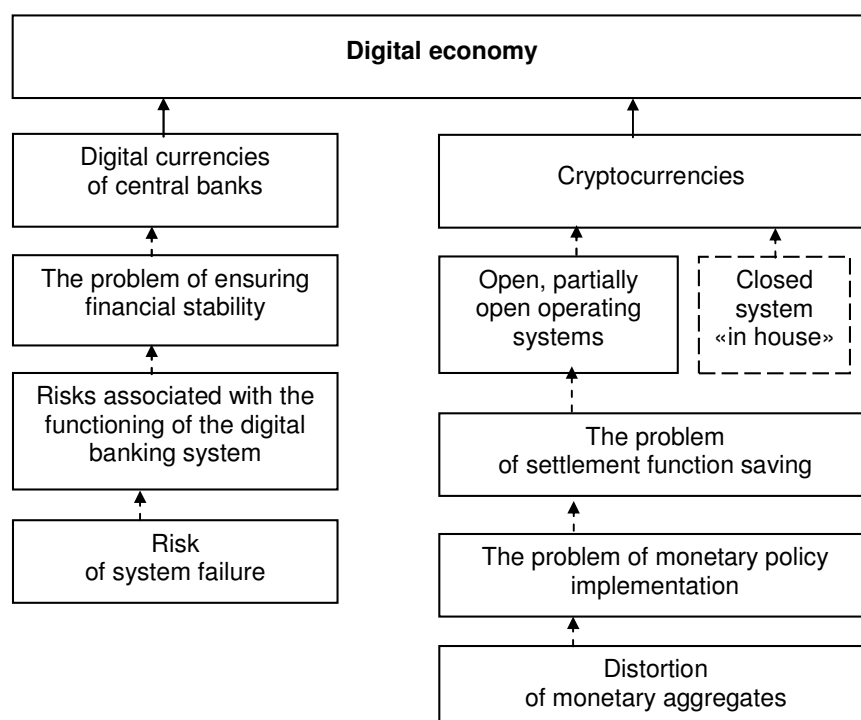 Digital economy
Digital currencies
of central banks
Cryptocurrencies
The problem of ensuring
financial stability
Open, partially
open operating
systems
Closed
system
«in house»
Risks associated with the
functioning of the digital
banking system
The problem
of settlement function saving
Risk
of system failure
The problem of monetary policy
implementation
Distortion
of monetary aggregates